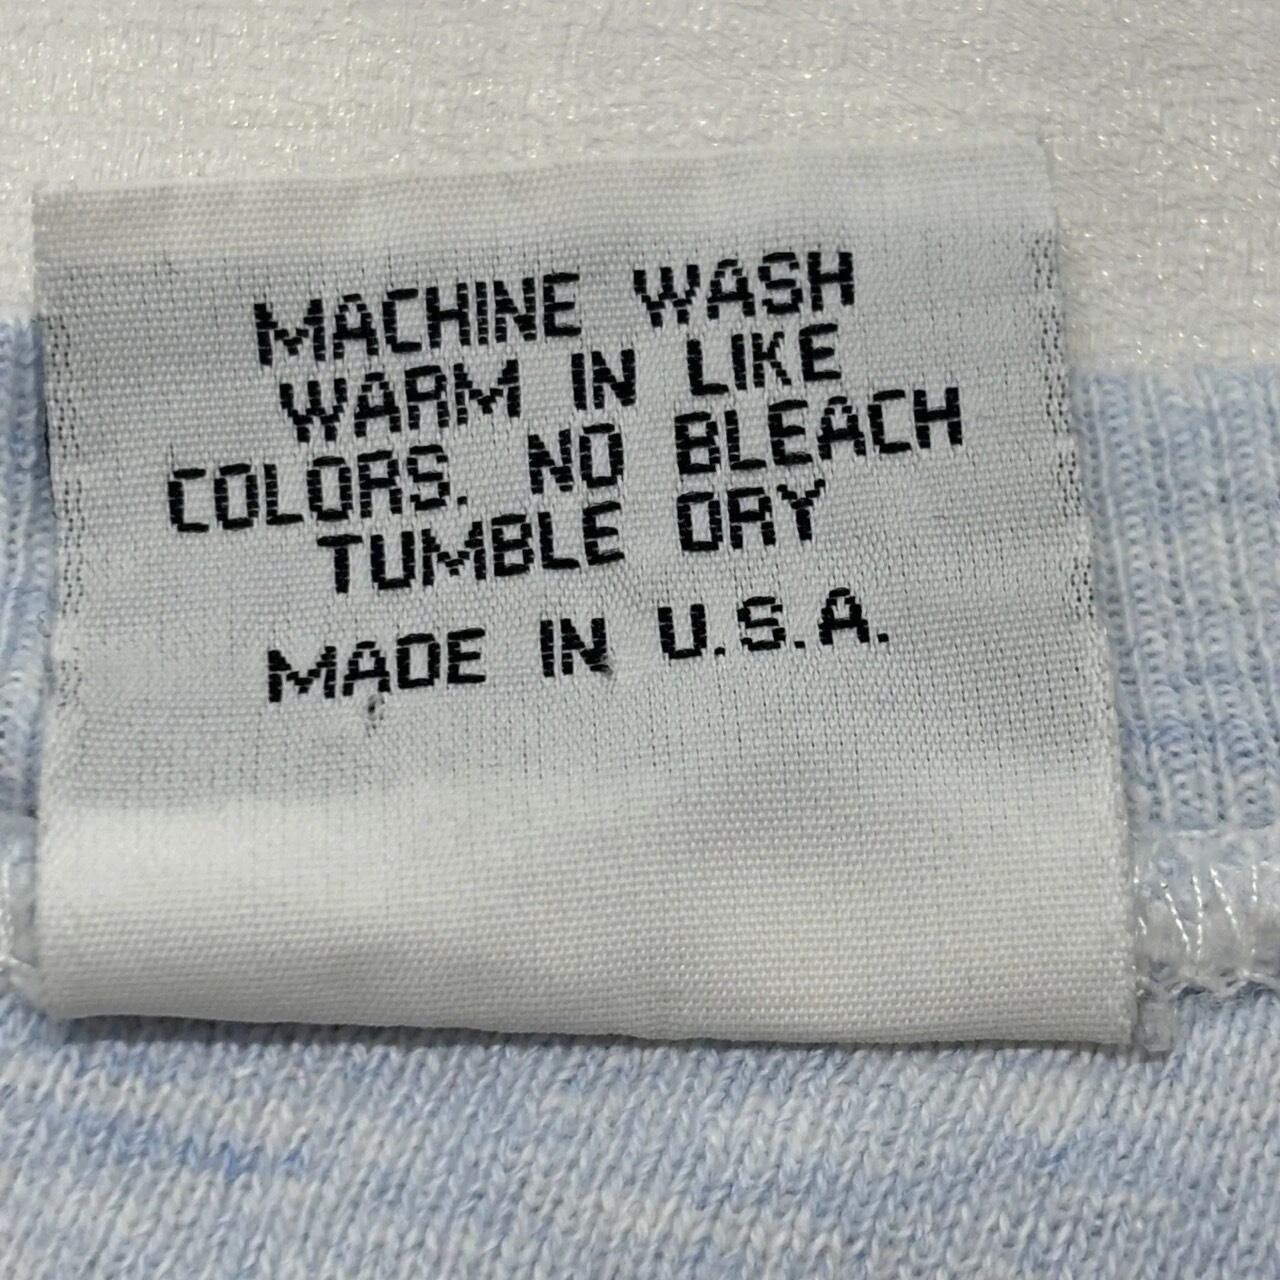 MACHINE WASH
WARM IN LIKE
COLORS. NO BLEACH
TUMBLE DRY
MADE IN U.S.A.